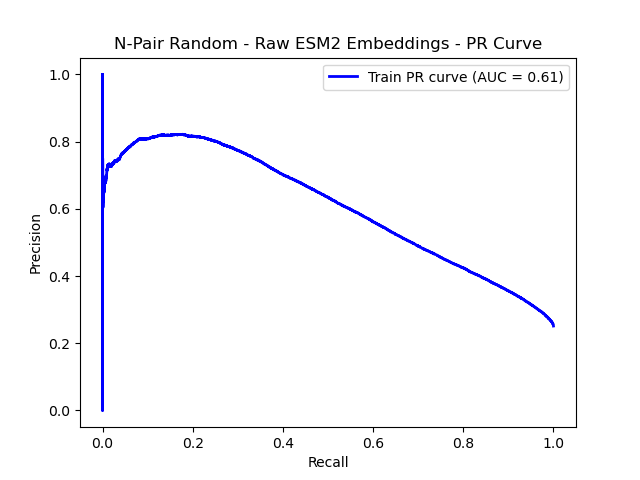 N-Pair Random - Raw ESM2 Embeddings - PR Curve
Train PR curve (AUC = 0.61)
1.0
0.8
0.6
0.4
0.2
0.0
Precision
0.0 0.2 0.4 0.6 0.8 1.0
Recall